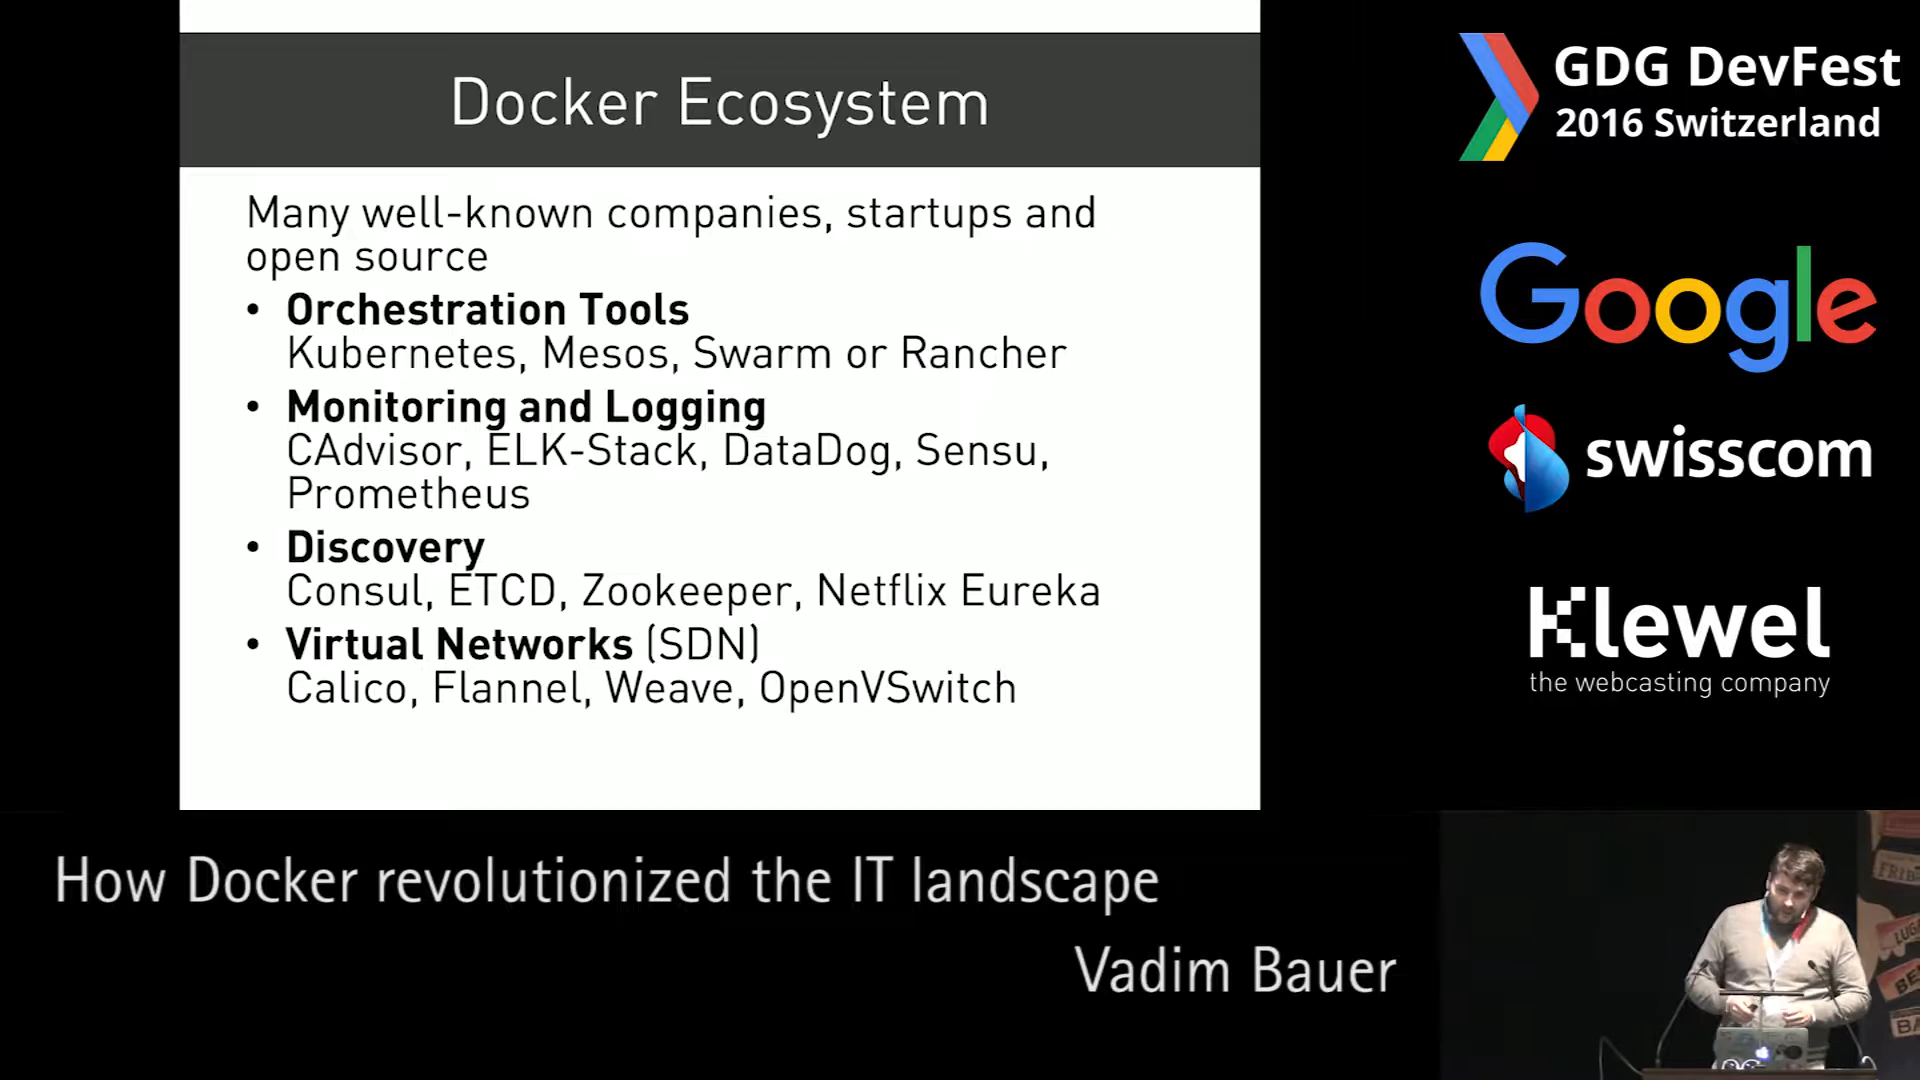 Docker Ecosystem
Many well-known companies, startups and
open source
• Orchestration Tools
Kubernetes, Mesos, Swarm or Rancher
• Monitoring and Logging
CAdvisor, ELK-Stack, DataDog, Sensu,
Prometheus
• Discovery
Consul, ETCD, Zookeeper, Netflix Eureka
• Virtual Networks (SDN)
Calico, Flannel, Weave, OpenVSwitch
GDG DevFest
2016 Switzerland
Google
swisscom
Klewel
the webcasting company
How Docker revolutionized the IT landscape
Vadim Bauer